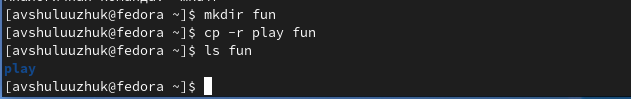 [avshuluuzhuk@fedora ~]$ mkdir fun
[avshuluuzhuk@fedora ~]$ cp -r play fun
[avshuluuzhuk@fedora ~]$ ls fun
play
[avshuluuzhuk@fedora ~]$